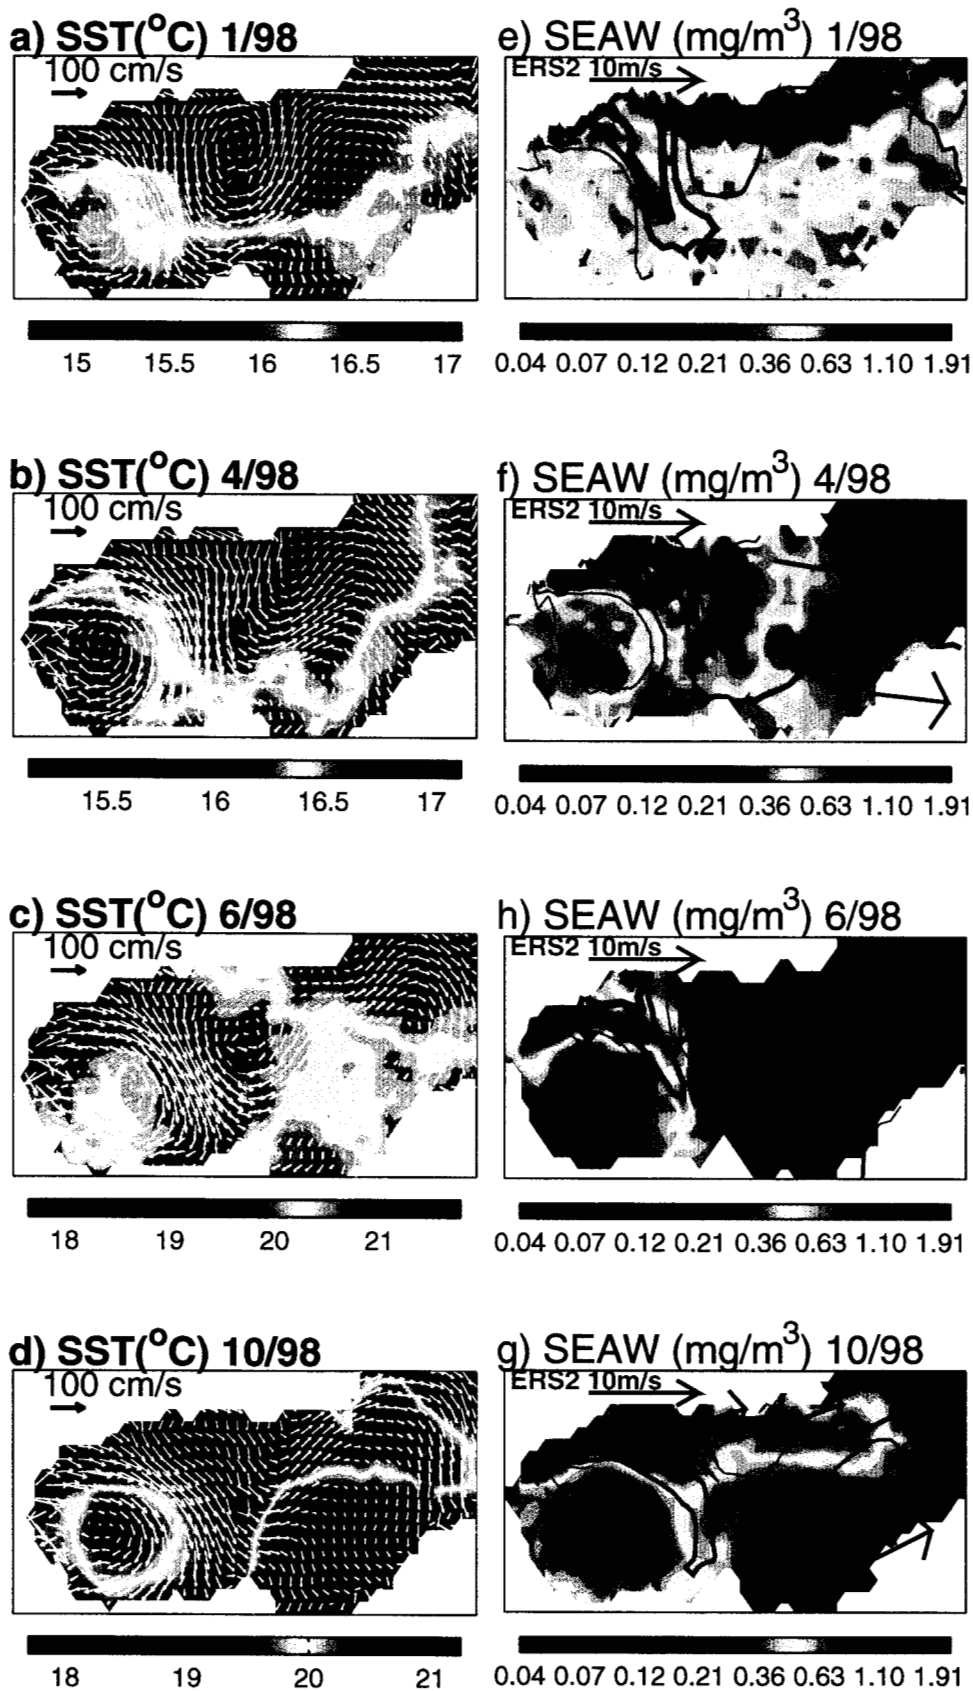 a) SST(°C) 1/98
100 cm/s
15 15.5 16 16.5 17
e) SEAW (mg/m³) 1/98
ERS2 10m/s
0.04 0.07 0.12 0.21 0.36 0.63 1.10 1.91
b) SST(°C) 4/98
100 cm/s
15.5 16 16.5 17
f) SEAW (mg/m³) 4/98
ERS2 10m/s
0.04 0.07 0.12 0.21 0.36 0.63 1.10 1.91
c) SST(°C) 6/98
100 cm/s
18 19 20 21
h) SEAW (mg/m³) 6/98
ERS2 10m/s
0.04 0.07 0.12 0.21 0.36 0.63 1.10 1.91
d) SST(°C) 10/98
100 cm/s
18 19 20 21
g) SEAW (mg/m³) 10/98
ERS2 10m/s
0.04 0.07 0.12 0.21 0.36 0.63 1.10 1.91